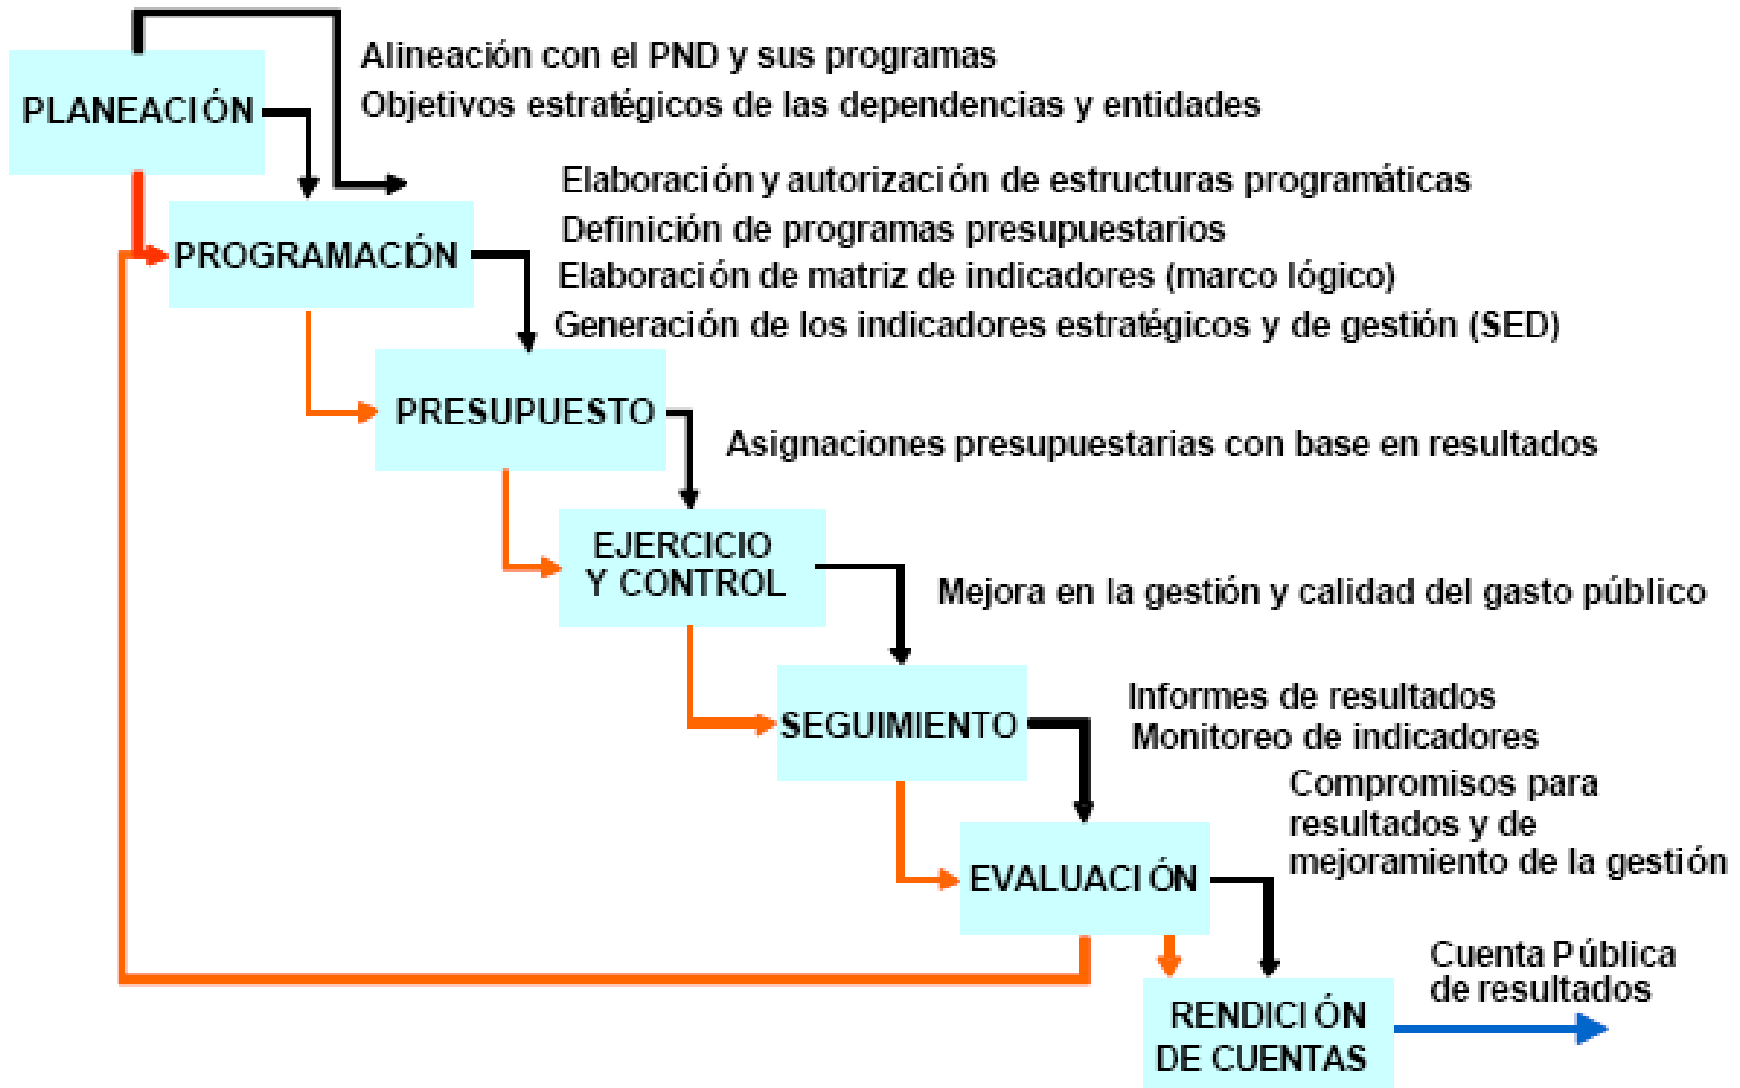 Alineación con el PND y sus programas
PLANEACIÓN
Objetivos estratégicos de las dependencias y entidades
Elaboración y autorización de estructuras programáticas
Definición de programas presupuestarios
PROGRAMACIÓN
Elaboración de matriz de indicadores (marco lógico)
Generación de los indicadores estratégicos y de gestión (SED)
PRESUPUESTO
Asignaciones presupuestarias con base en resultados
EJERCICIO
Y CONTROL
Mejora en la gestión y calidad del gasto público
SEGUIMIENTO
Informes de resultados
Monitoreo de indicadores
Compromisos para
resultados y de
mejoramiento de la gestión
EVALUACIÓN
Cuenta Pública
de resultados
RENDICIÓN
DE CUENTAS